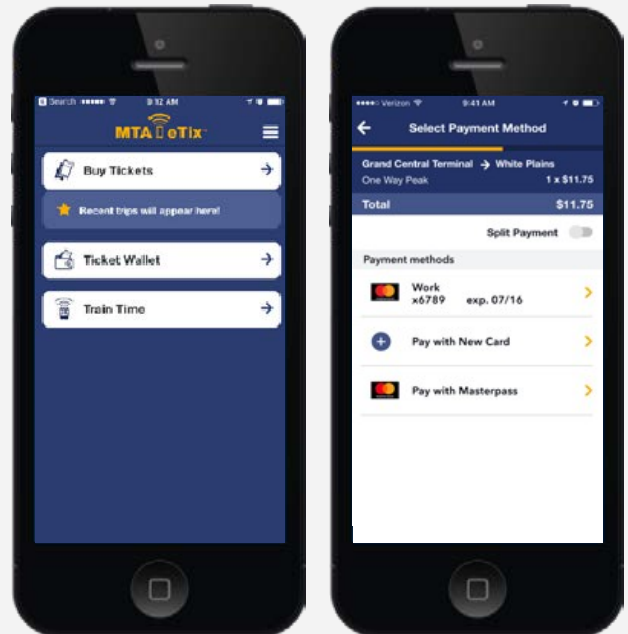 Search
9:12 AM
MTA eTix
Buy Tickets
Recent trips will appear here!
Ticket Wallet
Train Time
Verizon
9:41 AM
Select Payment Method
Grand Central Terminal → White Plains
One Way Peak 1 x $11.75
Total $11.75
Split Payment
Payment methods
Work
x6789 exp. 07/16
Pay with New Card
Pay with Masterpass